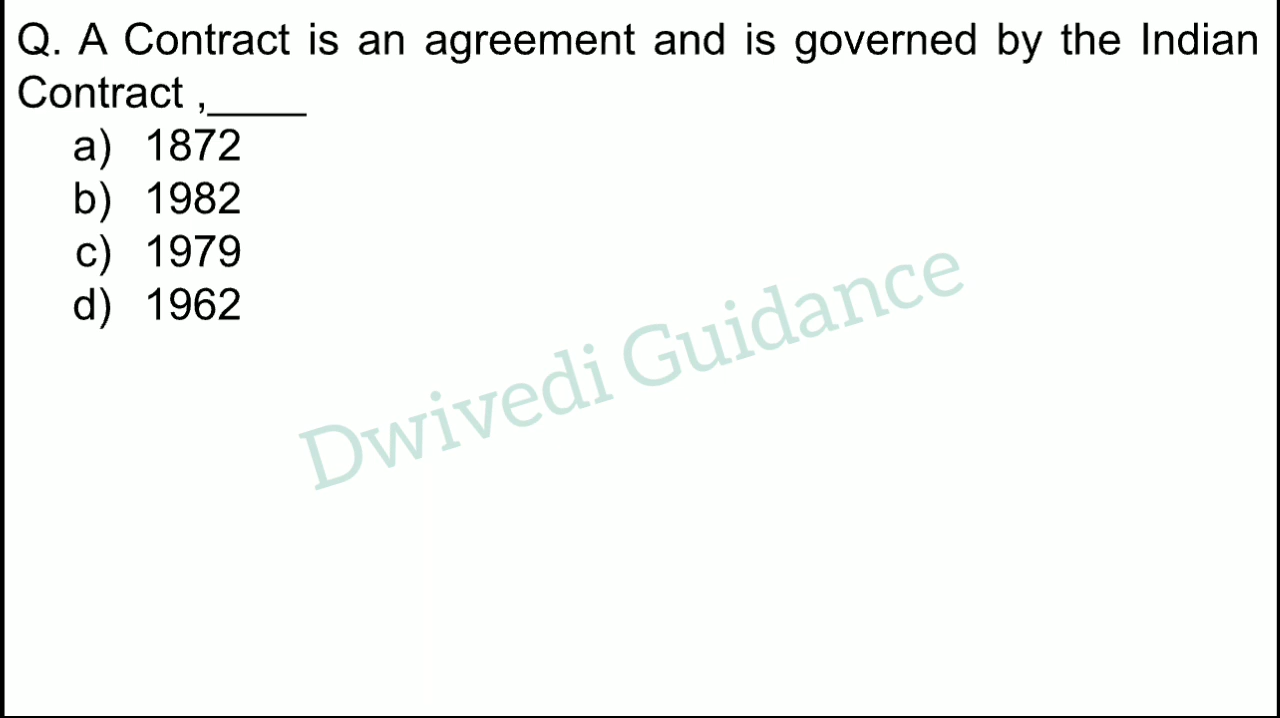 Q. A Contract is an agreement and is governed by the Indian
Contract ,____
a) 1872
b) 1982
c) 1979
d) 1962
Dwivedi Guidance